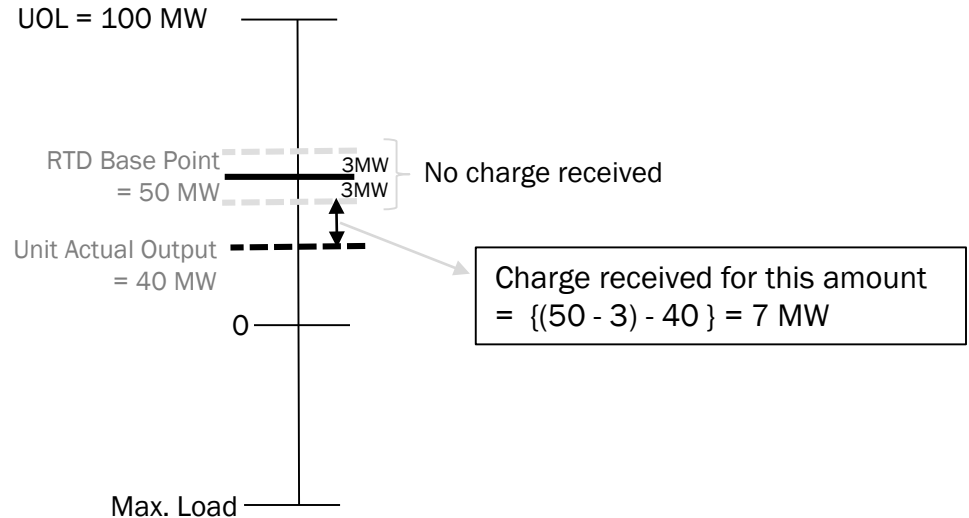 UOL = 100 MW
RTD Base Point
= 50 MW
3MW
3MW
No charge received
Unit Actual Output
= 40 MW
Charge received for this amount
= {(50 - 3) - 40 } = 7 MW
0
Max. Load